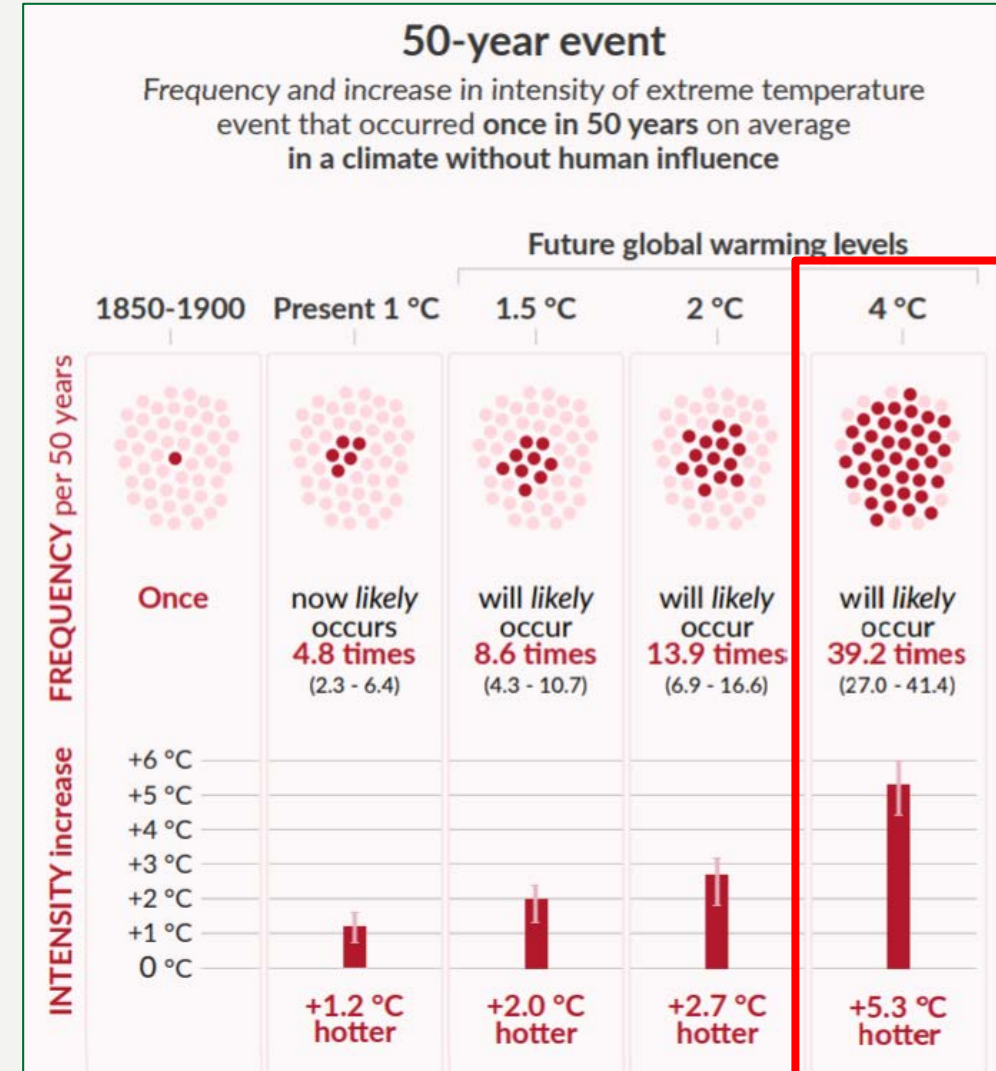 50-year event
Frequency and increase in intensity of extreme temperature
event that occurred once in 50 years on average
in a climate without human influence
Future global warming levels
1850-1900 Present 1 °C 1.5 °C 2 °C 4 °C
FREQUENCY per 50 years
Once
now likely
occurs
4.8 times
(2.3 - 6.4)
will likely
occur
8.6 times
(4.3 - 10.7)
will likely
occur
13.9 times
(6.9 - 16.6)
will likely
occur
39.2 times
(27.0 - 41.4)
INTENSITY increase
+6 °C
+5 °C
+4 °C
+3 °C
+2 °C
+1 °C
0 °C
+1.2 °C
hotter
+2.0 °C
hotter
+2.7 °C
hotter
+5.3 °C
hotter